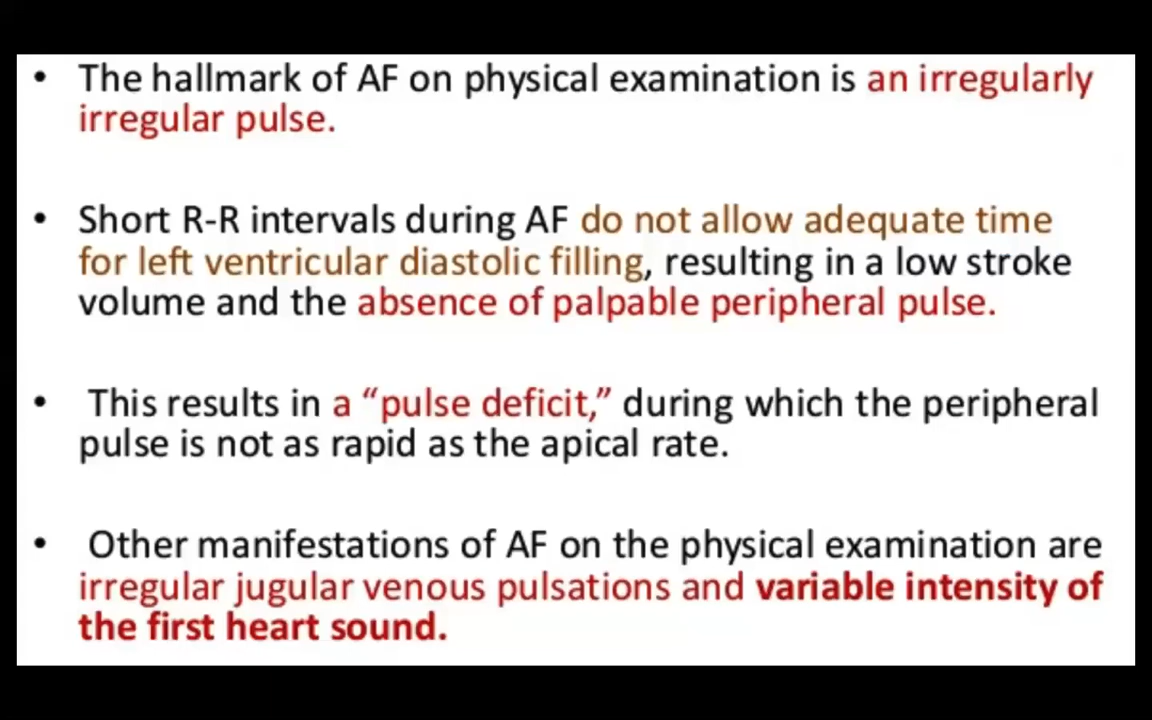 • The hallmark of AF on physical examination is an irregularly
irregular pulse.
• Short R-R intervals during AF do not allow adequate time
for left ventricular diastolic filling, resulting in a low stroke
volume and the absence of palpable peripheral pulse.
• This results in a “pulse deficit,” during which the peripheral
pulse is not as rapid as the apical rate.
• Other manifestations of AF on the physical examination are
irregular jugular venous pulsations and variable intensity of
the first heart sound.